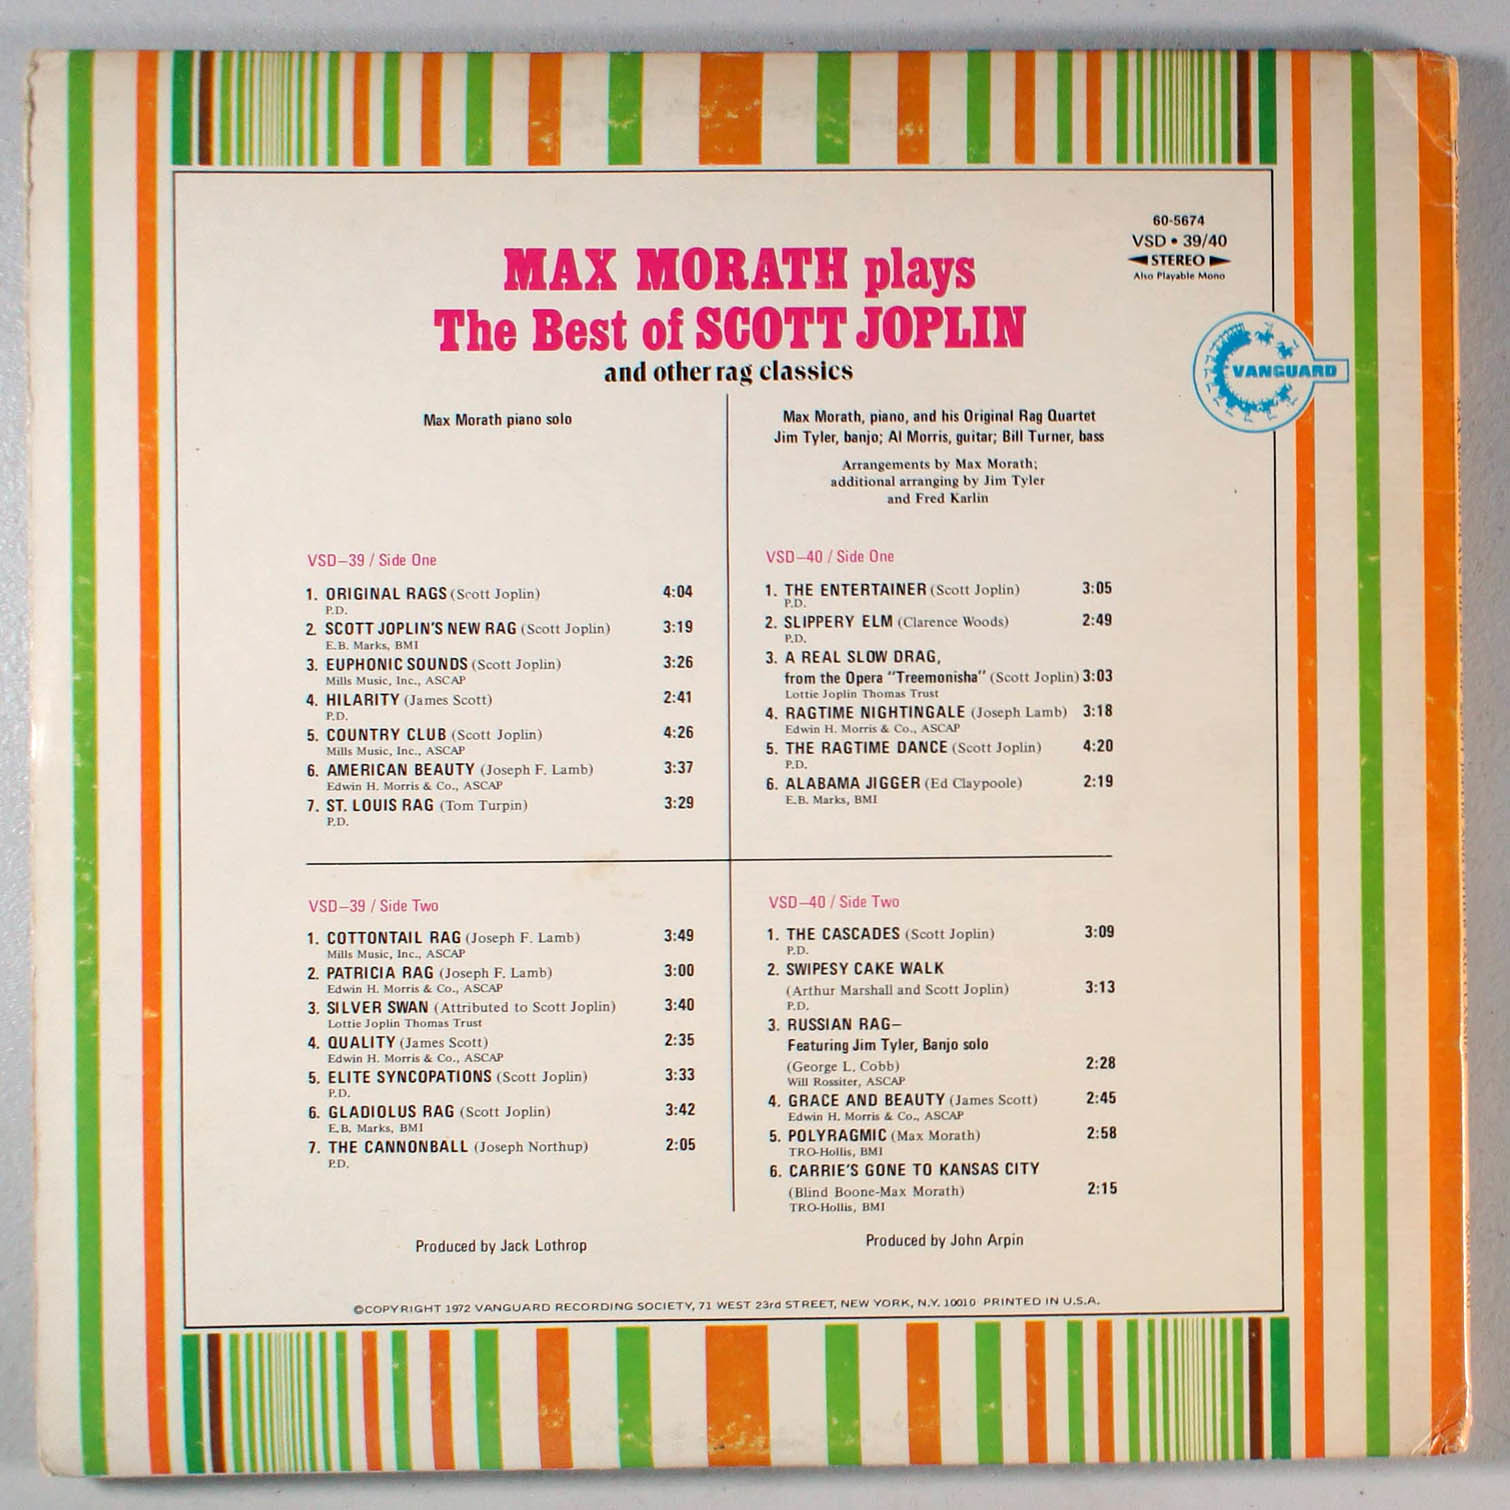 60-5674
VSD • 39/40
STEREO
Also Playable Mono
MAX MORATH plays
The Best of SCOTT JOPLIN
and other rag classics
VANGUARD
Max Morath piano solo
VSD–39 / Side One
1. ORIGINAL RAGS (Scott Joplin) 4:04
P.D.
2. SCOTT JOPLIN'S NEW RAG (Scott Joplin) 3:19
E.B. Marks, BMI
3. EUPHONIC SOUNDS (Scott Joplin) 3:26
Mills Music, Inc., ASCAP
4. HILARITY (James Scott) 2:41
P.D.
5. COUNTRY CLUB (Scott Joplin) 4:26
Mills Music, Inc., ASCAP
6. AMERICAN BEAUTY (Joseph F. Lamb) 3:37
Edwin H. Morris & Co., ASCAP
7. ST. LOUIS RAG (Tom Turpin) 3:29
P.D.
VSD–39 / Side Two
1. COTTONTAIL RAG (Joseph F. Lamb) 3:49
Mills Music, Inc., ASCAP
2. PATRICIA RAG (Joseph F. Lamb) 3:00
Edwin H. Morris & Co., ASCAP
3. SILVER SWAN (Attributed to Scott Joplin) 3:40
Lottie Joplin Thomas Trust
4. QUALITY (James Scott) 2:35
Edwin H. Morris & Co., ASCAP
5. ELITE SYNCOPATIONS (Scott Joplin) 3:33
P.D.
6. GLADIOLUS RAG (Scott Joplin) 3:42
E.B. Marks, BMI
7. THE CANNONBALL (Joseph Northup) 2:05
P.D.
Produced by Jack Lothrop
Max Morath, piano, and his Original Rag Quartet
Jim Tyler, banjo; Al Morris, guitar; Bill Turner, bass
Arrangements by Max Morath;
additional arranging by Jim Tyler
and Fred Karlin
VSD–40 / Side One
1. THE ENTERTAINER (Scott Joplin) 3:05
P.D.
2. SLIPPERY ELM (Clarence Woods) 2:49
P.D.
3. A REAL SLOW DRAG,
from the Opera "Treemonisha" (Scott Joplin) 3:03
Lottie Joplin Thomas Trust
4. RAGTIME NIGHTINGALE (Joseph Lamb) 3:18
Edwin H. Morris & Co., ASCAP
5. THE RAGTIME DANCE (Scott Joplin) 4:20
P.D.
6. ALABAMA JIGGER (Ed Claypoole) 2:19
E.B. Marks, BMI
VSD–40 / Side Two
1. THE CASCADES (Scott Joplin) 3:09
P.D.
2. SWIPESY CAKE WALK
(Arthur Marshall and Scott Joplin) 3:13
P.D.
3. RUSSIAN RAG–
Featuring Jim Tyler, Banjo solo
(George L. Cobb) 2:28
Will Rossiter, ASCAP
4. GRACE AND BEAUTY (James Scott) 2:45
Edwin H. Morris & Co., ASCAP
5. POLYRAGMIC (Max Morath) 2:58
TRO-Hollis, BMI
6. CARRIE'S GONE TO KANSAS CITY
(Blind Boone-Max Morath) 2:15
TRO-Hollis, BMI
Produced by John Arpin
©COPYRIGHT 1972 VANGUARD RECORDING SOCIETY, 71 WEST 23rd STREET, NEW YORK, N.Y. 10010 PRINTED IN U.S.A.